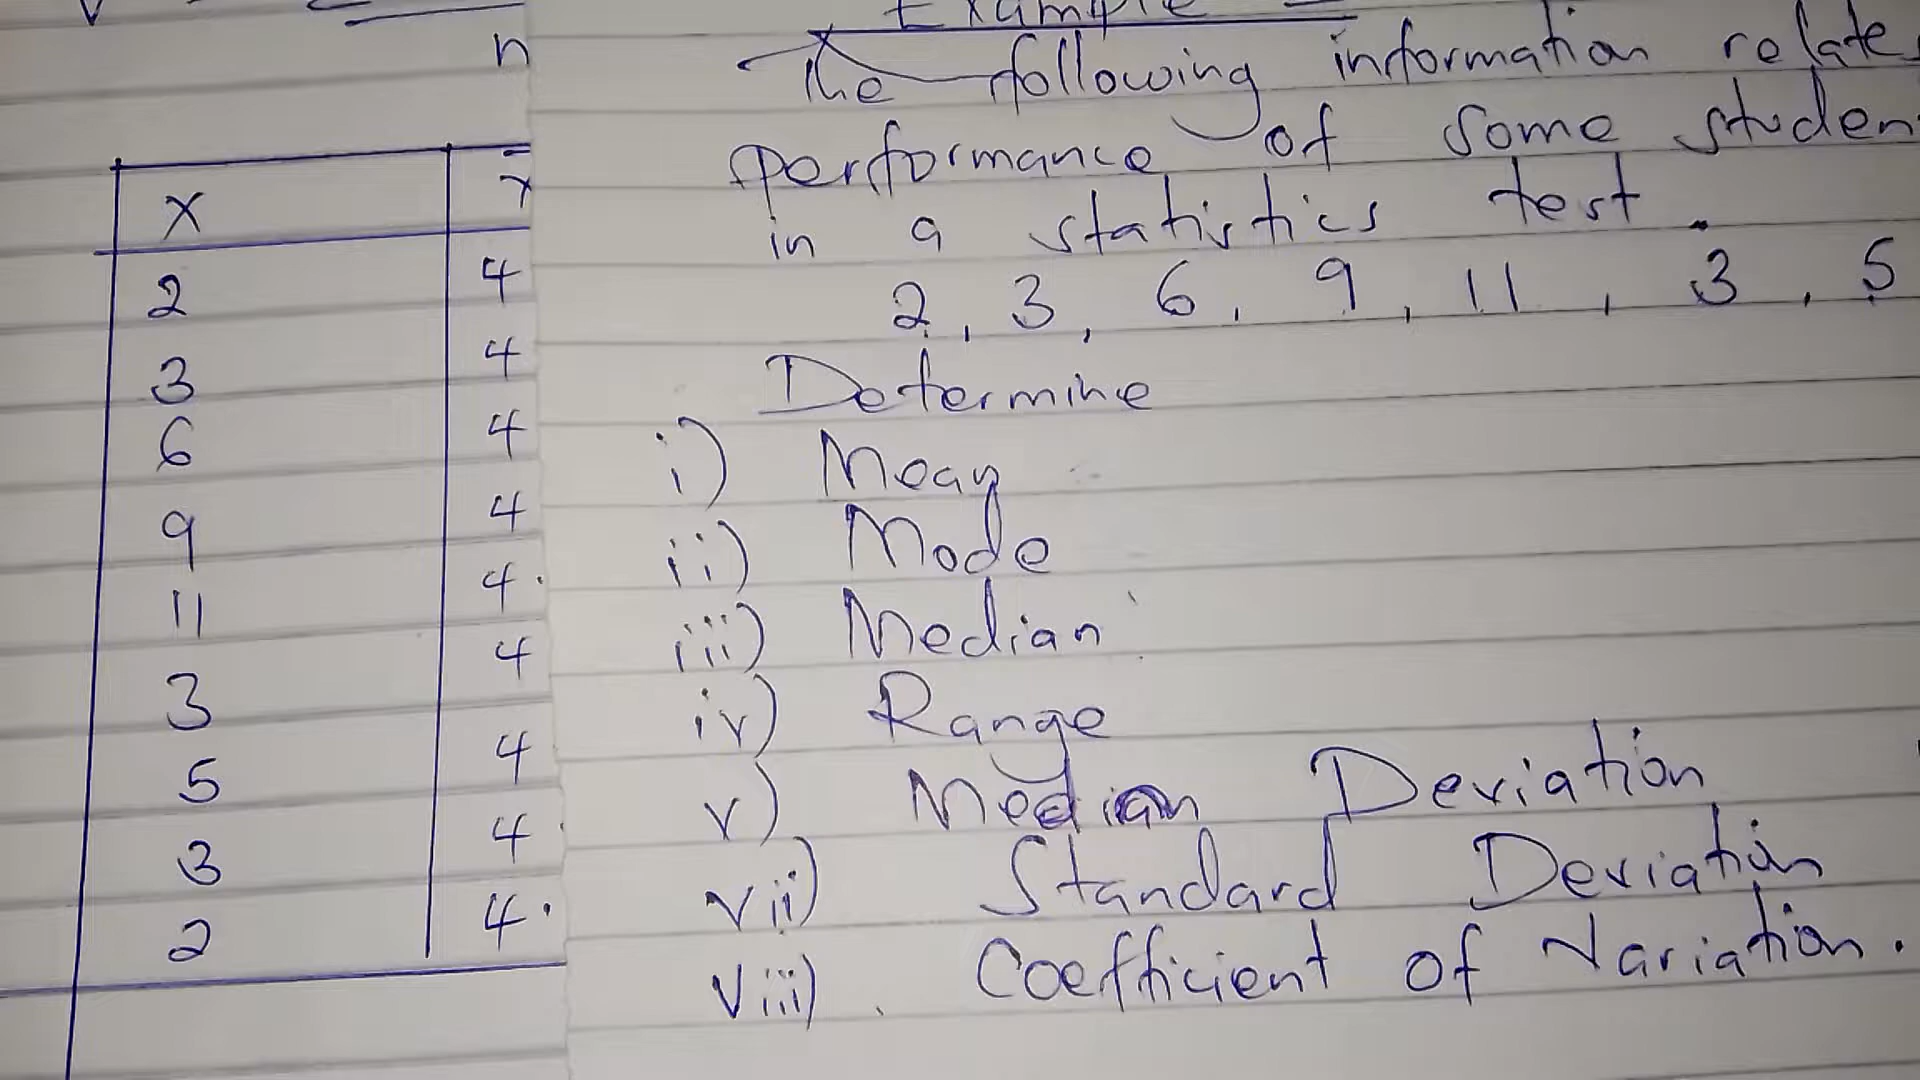 n
X
2 4
3 4
6 4
9 4
11 4.
3 4
5 4
3 4.
2 4.
Example
The following information relate
performance of some studen
in a statistics test.
2, 3, 6, 9, 11, 3, 5
Determine
i) Mean
ii) Mode
iii) Median
iv) Range
v) Median Deviation
vii) Standard Deviation
viii). Coefficient of Variation.